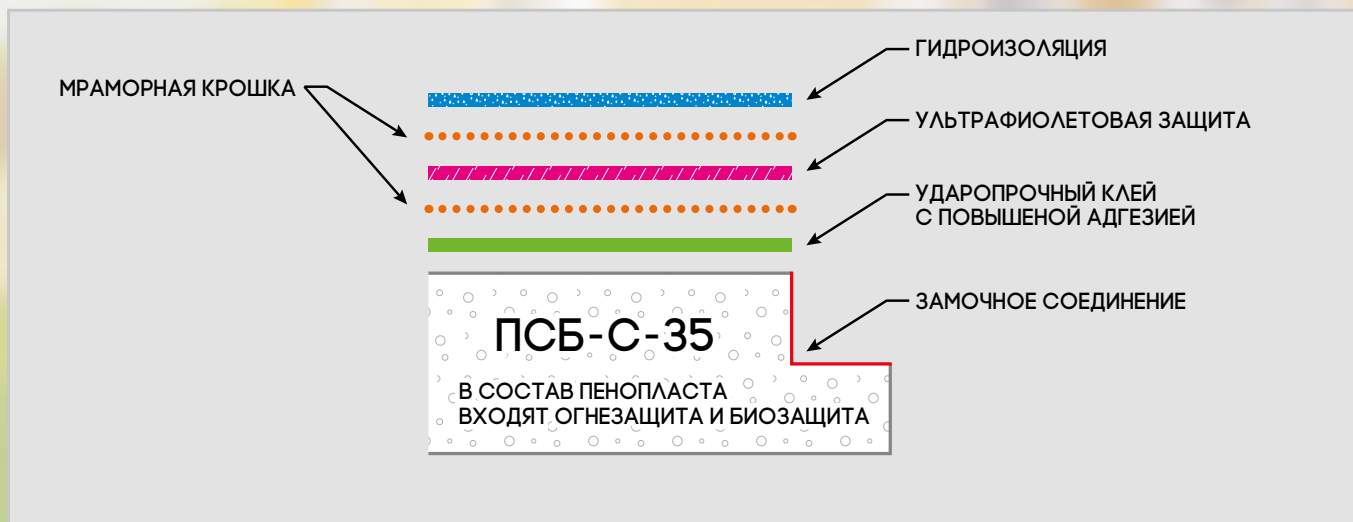 ГИДРОИЗОЛЯЦИЯ
МРАМОРНАЯ КРОШКА
УЛЬТРАФИОЛЕТОВАЯ ЗАЩИТА
УДАРОПРОЧНЫЙ КЛЕЙ
С ПОВЫШЕНОЙ АДГЕЗИЕЙ
ЗАМОЧНОЕ СОЕДИНЕНИЕ
ПСБ-С-35
В СОСТАВ ПЕНОПЛАСТА
ВХОДЯТ ОГНЕЗАЩИТА И БИОЗАЩИТА